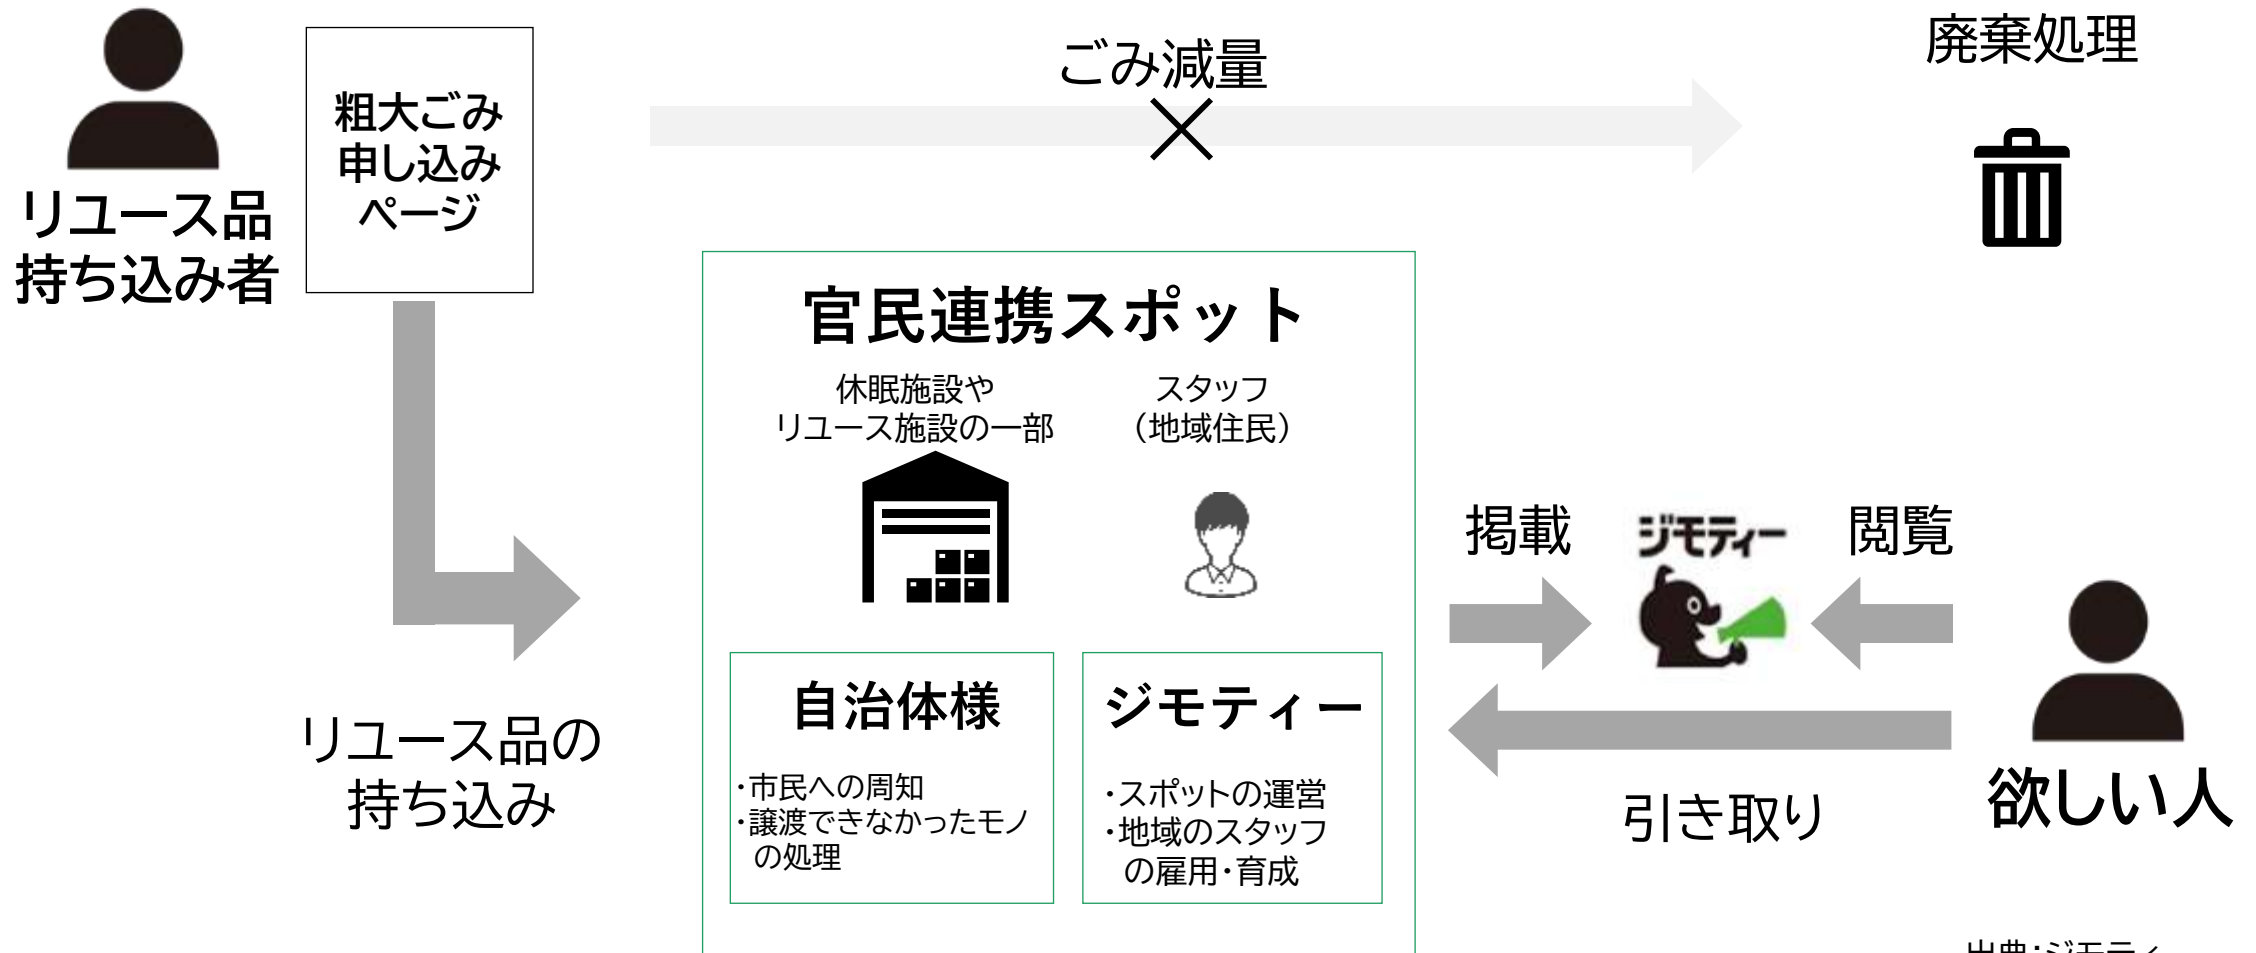 リユース品
持ち込み者
粗大ごみ
申し込み
ページ
ごみ減量
廃棄処理
リユース品の
持ち込み
官民連携スポット
休眠施設や
リユース施設の一部
スタッフ
（地域住民）
自治体様
・市民への周知
・譲渡できなかったモノ
の処理
ジモティー
・スポットの運営
・地域のスタッフ
の雇用・育成
掲載
ジモティー
閲覧
引き取り
欲しい人